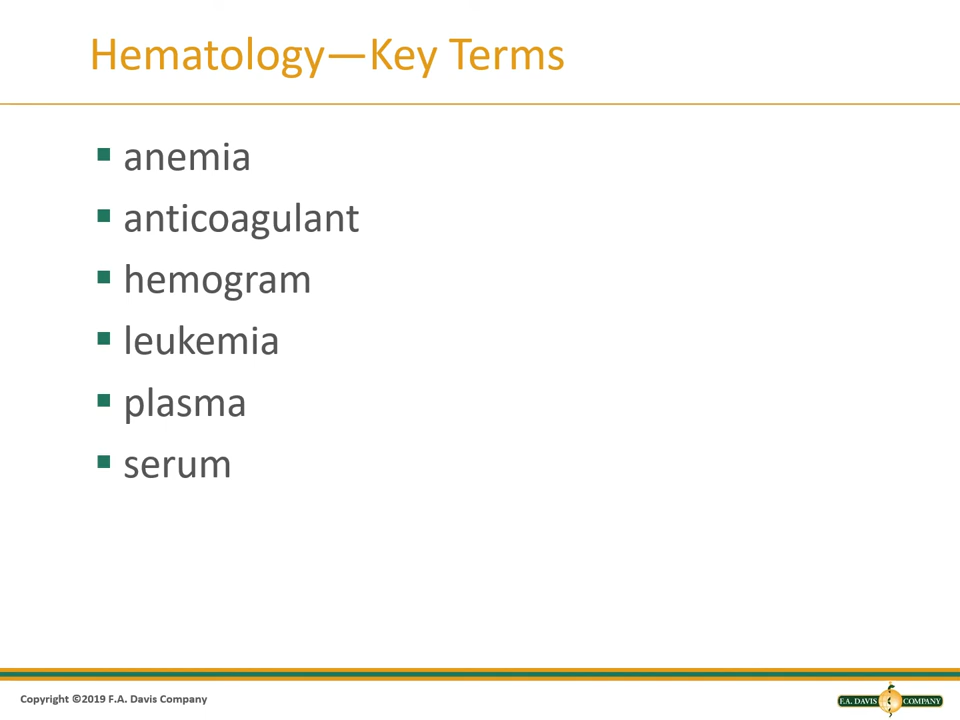 Hematology—Key Terms
▪ anemia
▪ anticoagulant
▪ hemogram
▪ leukemia
▪ plasma
▪ serum
Copyright ©2019 F.A. Davis Company
F.A. DAVIS COMPANY